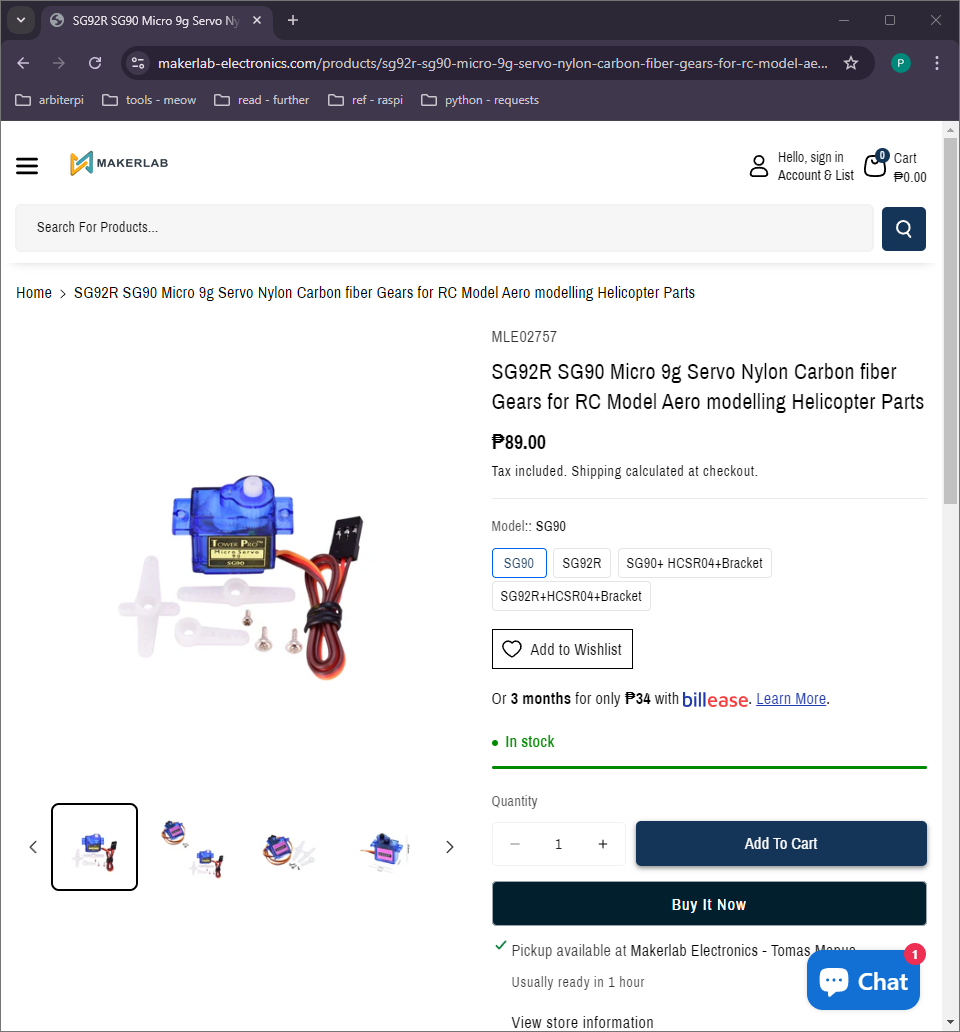 SG92R SG90 Micro 9g Servo Ny
makerlab-electronics.com/products/sg92r-sg90-micro-9g-servo-nylon-carbon-fiber-gears-for-rc-model-ae...
P
arbiterpi
tools - meow
read - further
ref - raspi
python - requests
MAKERLAB
Hello, sign in
Account & List
0
Cart
₱0.00
Search For Products...
Home > SG92R SG90 Micro 9g Servo Nylon Carbon fiber Gears for RC Model Aero modelling Helicopter Parts
MLE02757
SG92R SG90 Micro 9g Servo Nylon Carbon fiber
Gears for RC Model Aero modelling Helicopter Parts
₱89.00
Tax included. Shipping calculated at checkout.
Model:: SG90
SG90
SG92R
SG90+ HCSR04+Bracket
SG92R+HCSR04+Bracket
Tower Pro™
Micro Servo
9g
SG90
Add to Wishlist
Or 3 months for only ₱34 with billease. Learn More.
In stock
Quantity
− 1 +
Add To Cart
Buy It Now
Pickup available at Makerlab Electronics - Tomas Mapua
Usually ready in 1 hour
View store information
Chat
1